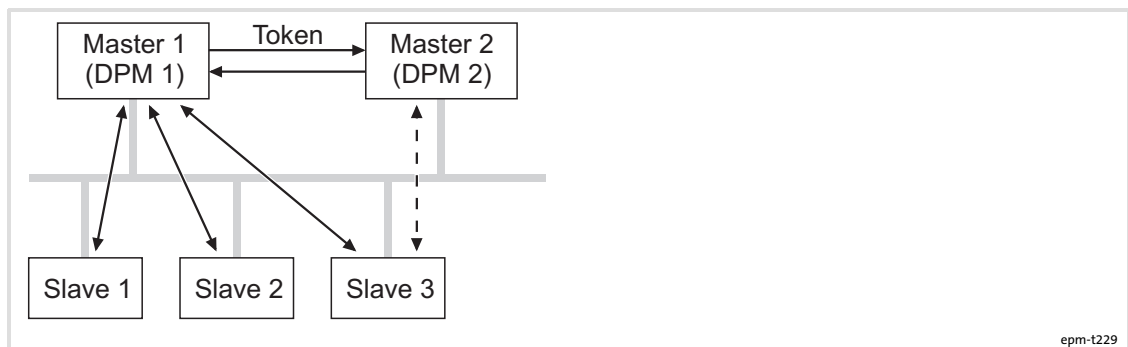 Master 1
(DPM 1)
Token
Master 2
(DPM 2)
Slave 1
Slave 2
Slave 3
epm-t229